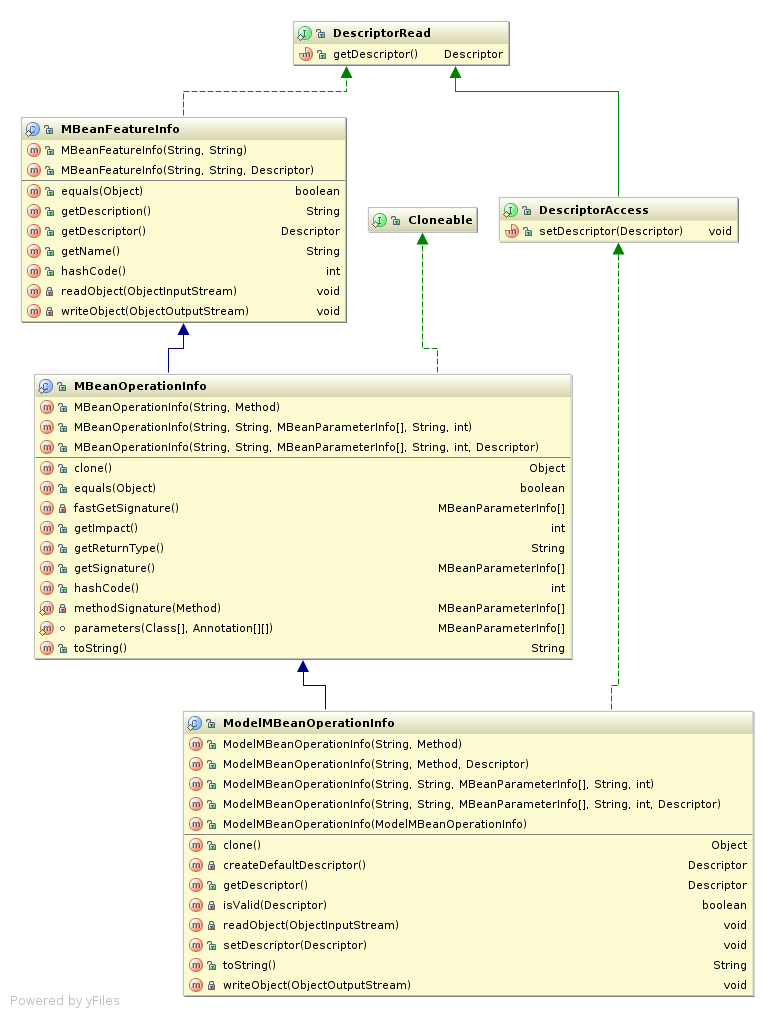 DescriptorRead
getDescriptor() Descriptor
MBeanFeatureInfo
MBeanFeatureInfo(String, String)
MBeanFeatureInfo(String, String, Descriptor)
equals(Object) boolean
getDescription() String
getDescriptor() Descriptor
getName() String
hashCode() int
readObject(ObjectInputStream) void
writeObject(ObjectOutputStream) void
Cloneable
DescriptorAccess
setDescriptor(Descriptor) void
MBeanOperationInfo
MBeanOperationInfo(String, Method)
MBeanOperationInfo(String, String, MBeanParameterInfo[], String, int)
MBeanOperationInfo(String, String, MBeanParameterInfo[], String, int, Descriptor)
clone() Object
equals(Object) boolean
fastGetSignature() MBeanParameterInfo[]
getImpact() int
getReturnType() String
getSignature() MBeanParameterInfo[]
hashCode() int
methodSignature(Method) MBeanParameterInfo[]
parameters(Class[], Annotation[][]) MBeanParameterInfo[]
toString() String
ModelMBeanOperationInfo
ModelMBeanOperationInfo(String, Method)
ModelMBeanOperationInfo(String, Method, Descriptor)
ModelMBeanOperationInfo(String, String, MBeanParameterInfo[], String, int)
ModelMBeanOperationInfo(String, String, MBeanParameterInfo[], String, int, Descriptor)
ModelMBeanOperationInfo(ModelMBeanOperationInfo)
clone() Object
createDefaultDescriptor() Descriptor
getDescriptor() Descriptor
isValid(Descriptor) boolean
readObject(ObjectInputStream) void
setDescriptor(Descriptor) void
toString() String
writeObject(ObjectOutputStream) void
Powered by yFiles